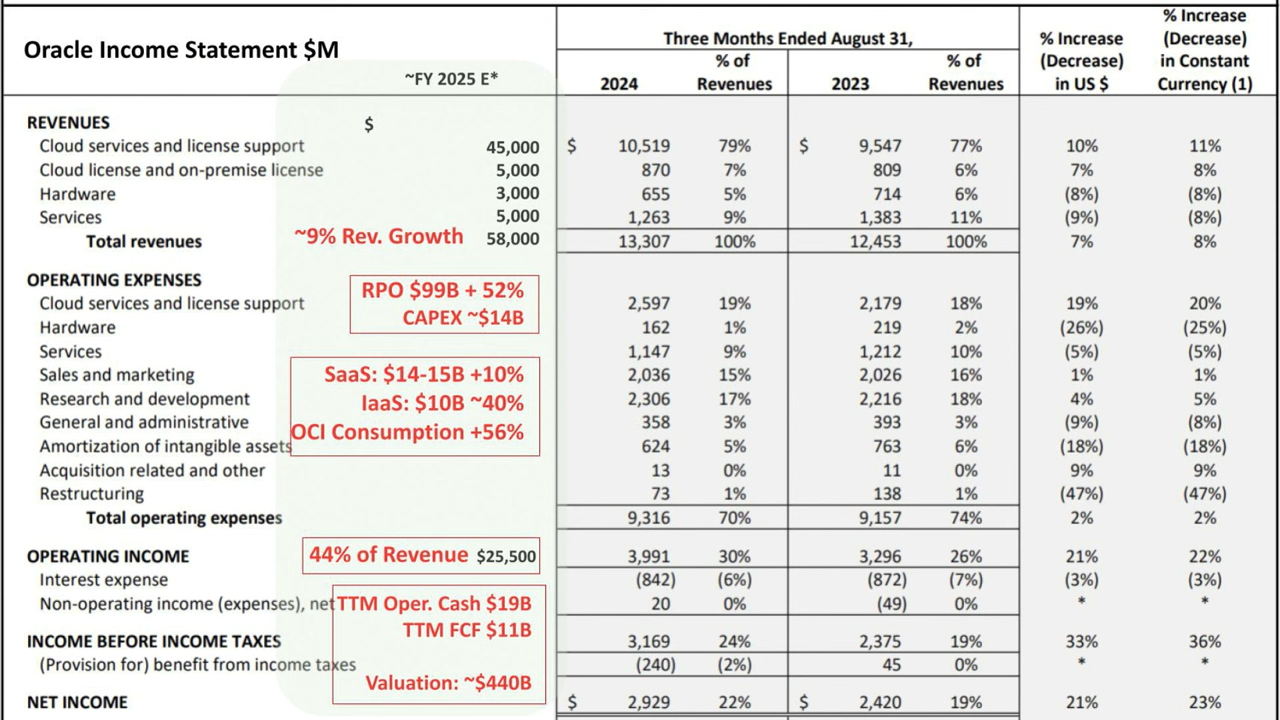 Oracle Income Statement $M
~FY 2025 E*
Three Months Ended August 31,
2024 % of Revenues 2023 % of Revenues
% Increase (Decrease) in US $
% Increase (Decrease) in Constant Currency (1)
REVENUES $
Cloud services and license support 45,000 $ 10,519 79% $ 9,547 77% 10% 11%
Cloud license and on-premise license 5,000 870 7% 809 6% 7% 8%
Hardware 3,000 655 5% 714 6% (8%) (8%)
Services 5,000 1,263 9% 1,383 11% (9%) (8%)
Total revenues ~9% Rev. Growth 58,000 13,307 100% 12,453 100% 7% 8%
OPERATING EXPENSES
RPO $99B + 52%
Cloud services and license support 2,597 19% 2,179 18% 19% 20%
CAPEX ~$14B
Hardware 162 1% 219 2% (26%) (25%)
Services 1,147 9% 1,212 10% (5%) (5%)
Sales and marketing SaaS: $14-15B +10% 2,036 15% 2,026 16% 1% 1%
Research and development IaaS: $10B ~40% 2,306 17% 2,216 18% 4% 5%
General and administrative 358 3% 393 3% (9%) (8%)
OCI Consumption +56%
Amortization of intangible assets 624 5% 763 6% (18%) (18%)
Acquisition related and other 13 0% 11 0% 9% 9%
Restructuring 73 1% 138 1% (47%) (47%)
Total operating expenses 9,316 70% 9,157 74% 2% 2%
OPERATING INCOME 44% of Revenue $25,500 3,991 30% 3,296 26% 21% 22%
Interest expense (842) (6%) (872) (7%) (3%) (3%)
Non-operating income (expenses), net TTM Oper. Cash $19B 20 0% (49) 0% * *
TTM FCF $11B
INCOME BEFORE INCOME TAXES 3,169 24% 2,375 19% 33% 36%
(Provision for) benefit from income taxes (240) (2%) 45 0% * *
Valuation: ~$440B
NET INCOME $ 2,929 22% $ 2,420 19% 21% 23%